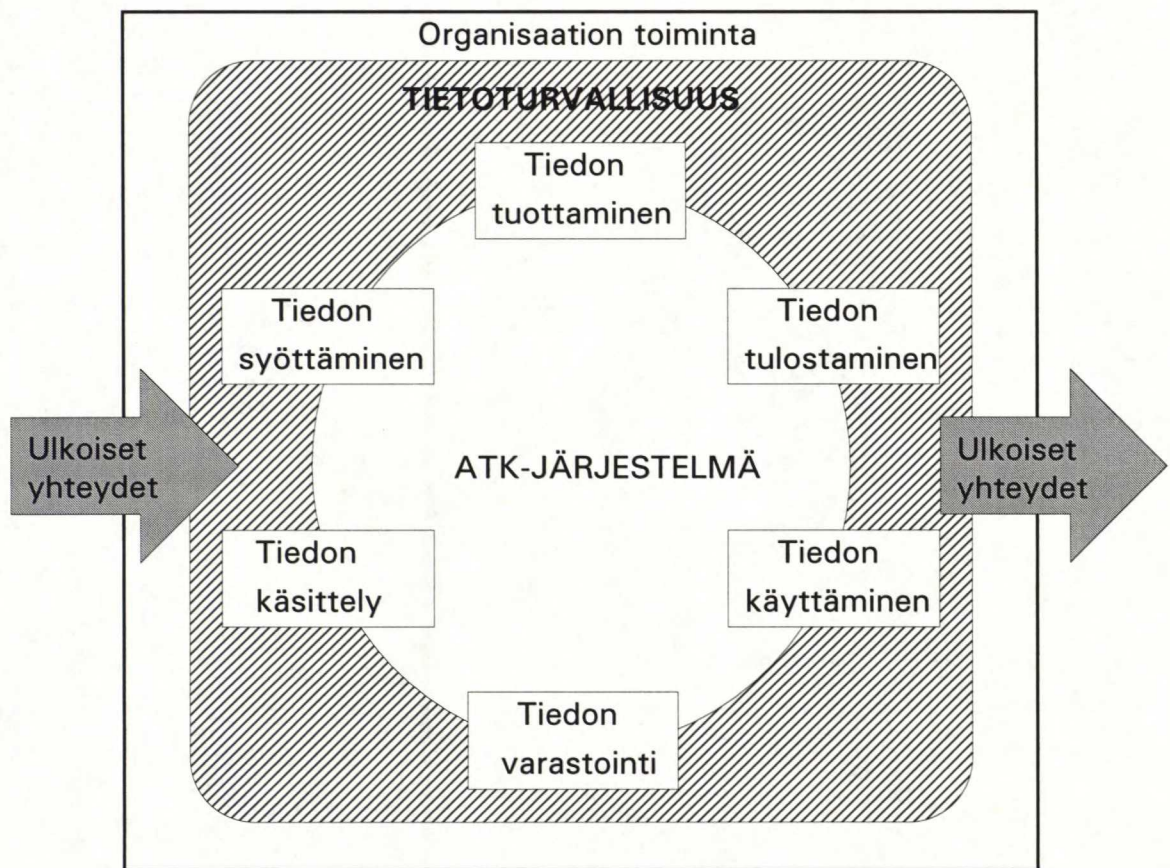 Organisaation toiminta
TIETOTURVALLISUUS
Tiedon
tuottaminen
Tiedon
syöttäminen
Tiedon
tulostaminen
Ulkoiset
yhteydet
ATK-JÄRJESTELMÄ
Ulkoiset
yhteydet
Tiedon
käsittely
Tiedon
käyttäminen
Tiedon
varastointi